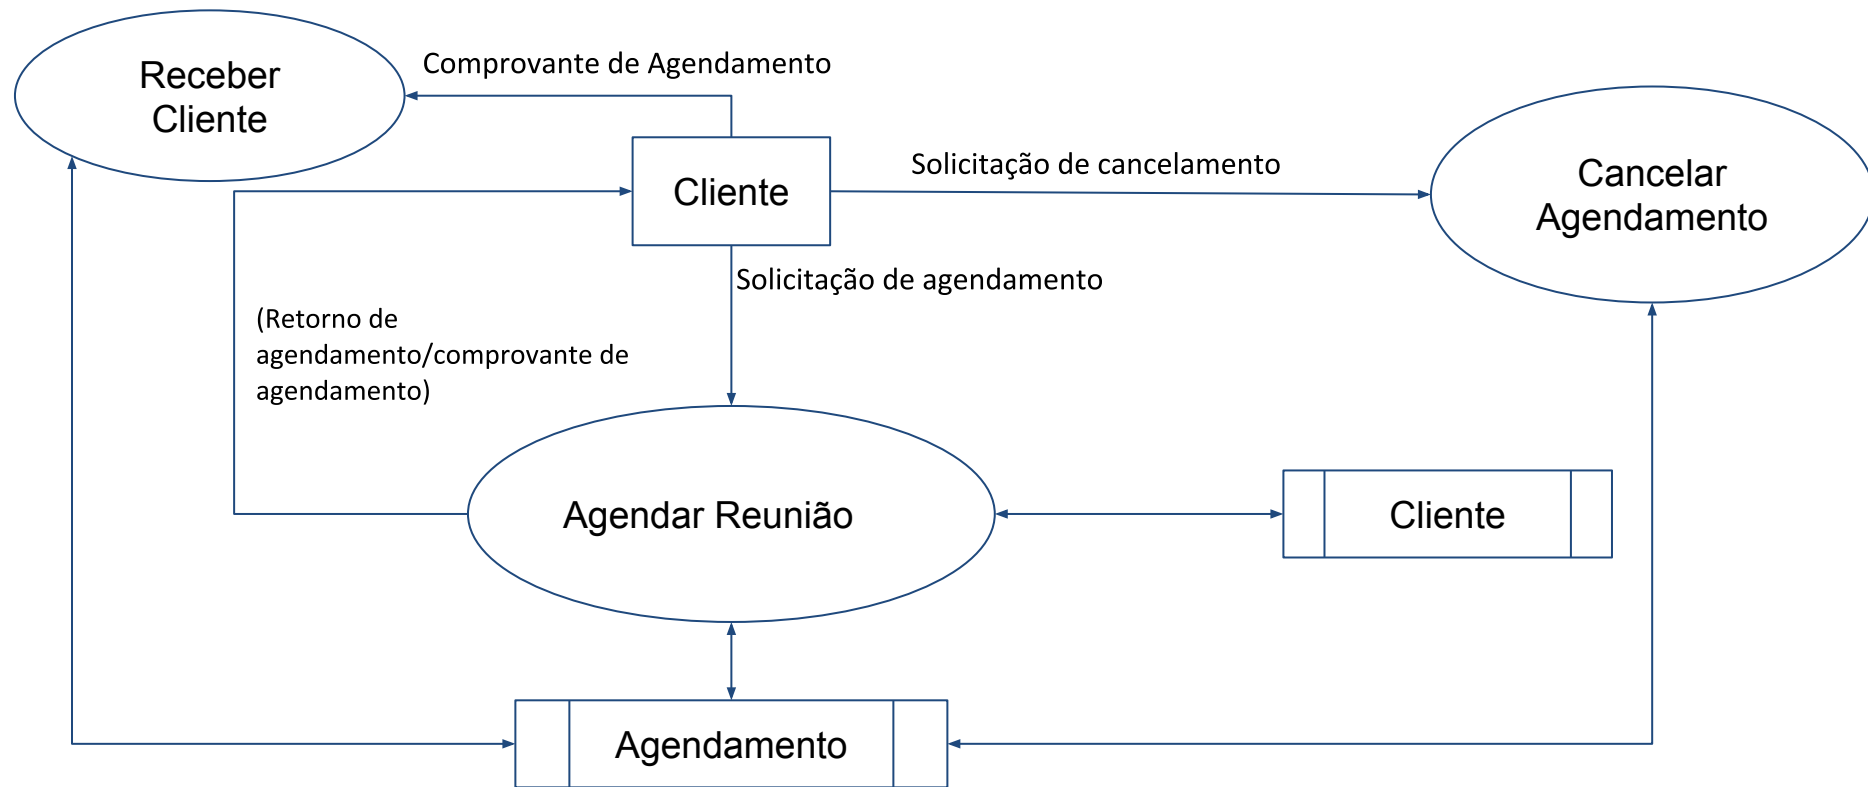 Receber
Cliente
Comprovante de Agendamento
Cliente
Solicitação de cancelamento
Cancelar
Agendamento
Solicitação de agendamento
(Retorno de
agendamento/comprovante de
agendamento)
Agendar Reunião
Cliente
Agendamento